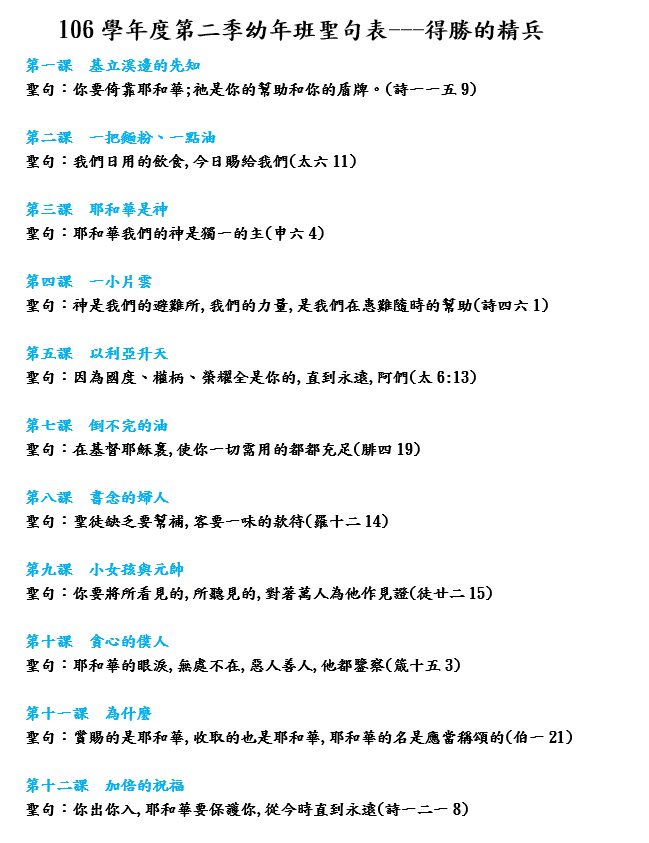 106 學年度第二季幼年班聖句表---得勝的精兵
第一課　基立溪邊的先知
聖句：你要倚靠耶和華;祂是你的幫助和你的盾牌。(詩一一五 9)
第二課　一把麵粉、一點油
聖句：我們日用的飲食,今日賜給我們(太六 11)
第三課　耶和華是神
聖句：耶和華我們的神是獨一的主(申六 4)
第四課　一小片雲
聖句：神是我們的避難所,我們的力量,是我們在患難隨時的幫助(詩四六 1)
第五課　以利亞升天
聖句：因為國度、權柄、榮耀全是你的,直到永遠,阿們(太 6:13)
第七課　倒不完的油
聖句：在基督耶穌裏,使你一切需用的都都充足(腓四 19)
第八課　書念的婦人
聖句：聖徒缺乏要幫補,客要一味的款待(羅十二 14)
第九課　小女孩與元帥
聖句：你要將所看見的,所聽見的,對著萬人為他作見證(徒廿二 15)
第十課　貪心的僕人
聖句：耶和華的眼淚,無處不在,惡人善人,他都鑒察(箴十五 3)
第十一課　為什麼
聖句：賞賜的是耶和華,收取的也是耶和華,耶和華的名是應當稱頌的(伯一 21)
第十二課　加倍的祝福
聖句：你出你入,耶和華要保護你,從今時直到永遠(詩一二一 8)